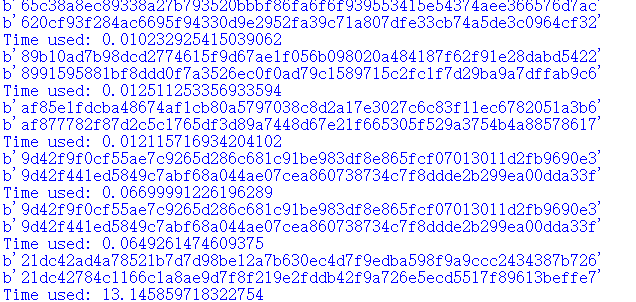 b'65c38a8ec89338a27b793520bbbf86fa6f6f939553415e54374aee366576d7ac'
b'620cf93f284ac6695f94330d9e2952fa39c71a807dfe33cb74a5de3c0964cf32'
Time used: 0.010232925415039062
b'89b10ad7b98dcd2774615f9d67ae1f056b098020a484187f62f91e28dabd5422'
b'8991595881bf8ddd0f7a3526ec0f0ad79c1589715c2fc1f7d29ba9a7dffab9c6'
Time used: 0.012511253356933594
b'af85e1fdcba48674af1cb80a5797038c8d2a17e3027c6c83f11ec6782051a3b6'
b'af877782f87d2c5c1765df3d89a7448d67e21f665305f529a3754b4a88578617'
Time used: 0.012115716934204102
b'9d42f9f0cf55ae7c9265d286c681c91be983df8e865fcf07013011d2fb9690e3'
b'9d42f441ed5849c7abf68a044ae07cea860738734c7f8ddde2b299ea00dda33f'
Time used: 0.06699991226196289
b'9d42f9f0cf55ae7c9265d286c681c91be983df8e865fcf07013011d2fb9690e3'
b'9d42f441ed5849c7abf68a044ae07cea860738734c7f8ddde2b299ea00dda33f'
Time used: 0.0649261474609375
b'21dc42ad4a78521b7d7d98be12a7b630ec4d7f9edba598f9a9ccc2434387b726'
b'21dc42784c1166c1a8ae9d7f8f219e2fddb42f9a726e5ecd5517f89613beffe7'
Time used: 13.145859718322754